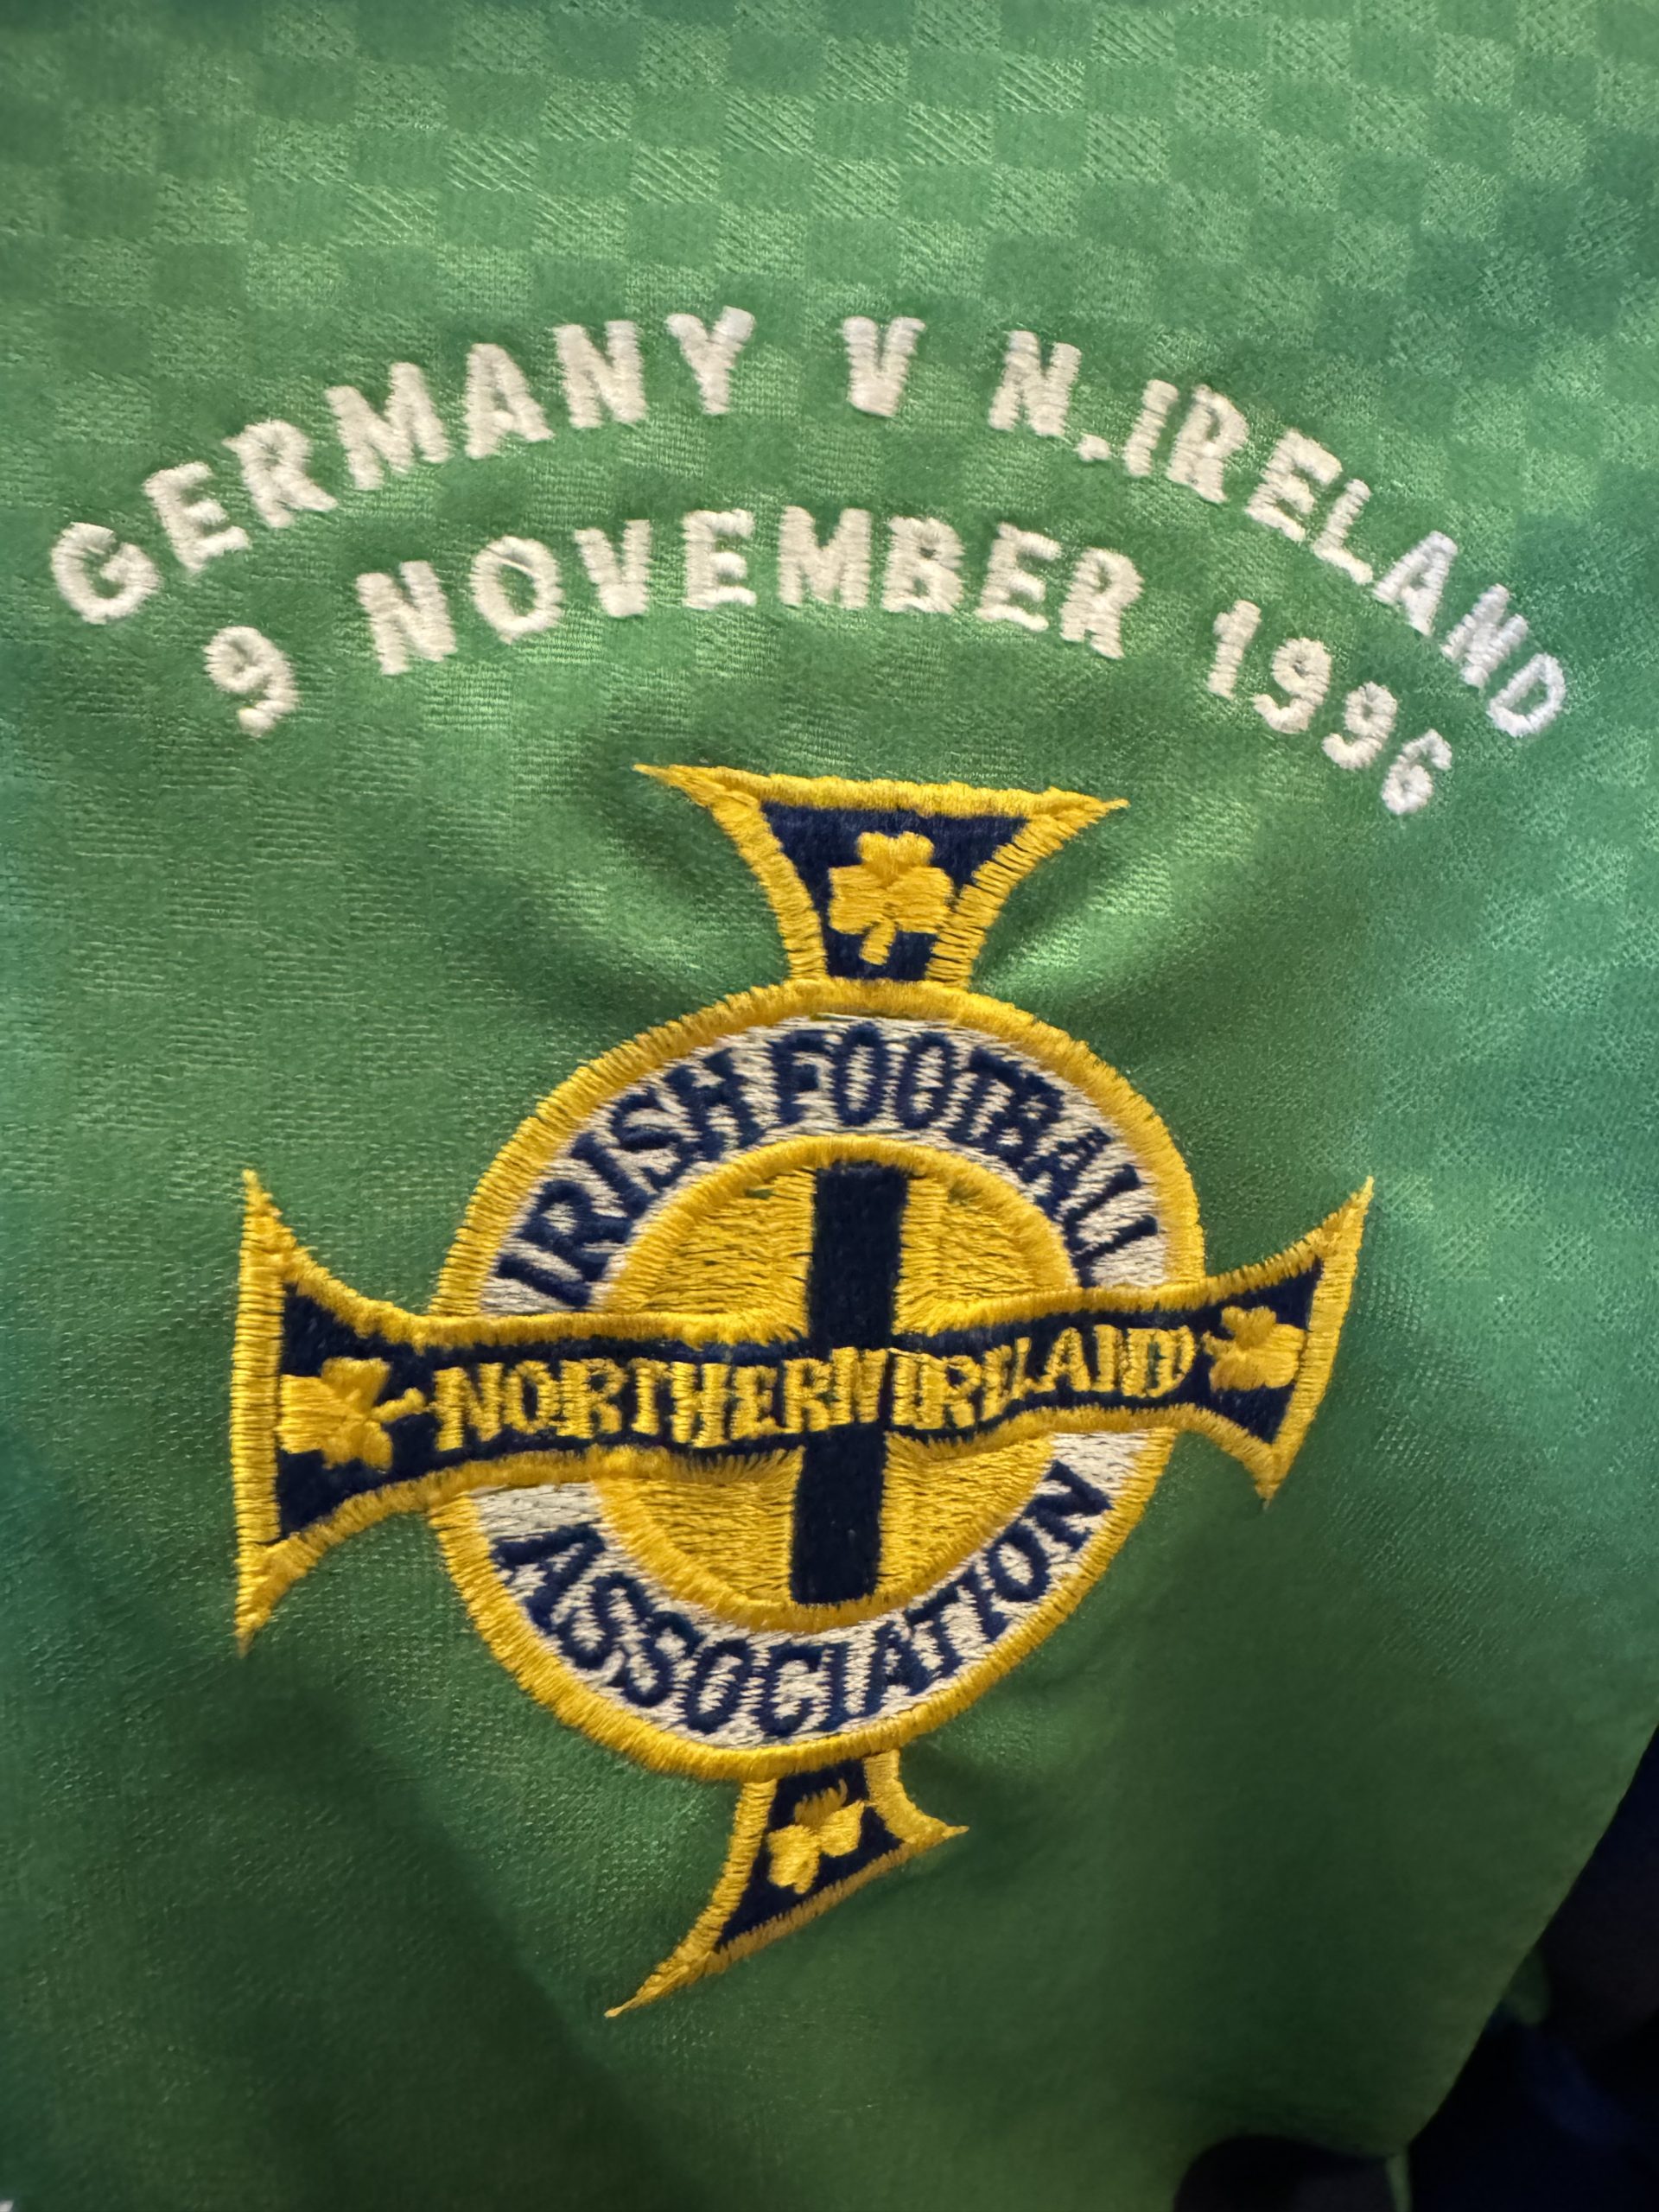 GERMANY V N.IRELAND
9 NOVEMBER 1996
IRISH FOOTBALL
NORTHERN IRELAND
ASSOCIATION